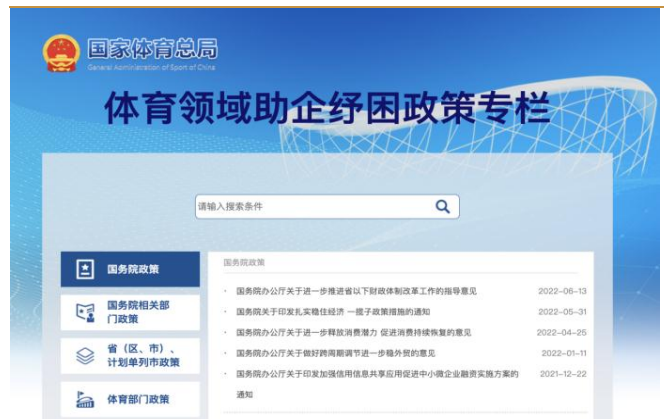 国家体育总局
General Administration of Sport of China
体育领域助企纾困政策专栏
请输入搜索条件
国务院政策
国务院相关部
门政策
省（区、市）、
计划单列市政策
体育部门政策
国务院政策
· 国务院办公厅关于进一步推进省以下财政体制改革工作的指导意见 2022-06-13
· 国务院关于印发扎实稳住经济 一揽子政策措施的通知 2022-05-31
· 国务院办公厅关于进一步释放消费潜力 促进消费持续恢复的意见 2022-04-25
· 国务院办公厅关于做好跨周期调节进一步稳外贸的意见 2022-01-11
· 国务院办公厅关于印发加强信用信息共享应用促进中小微企业融资实施方案的 2021-12-22
通知